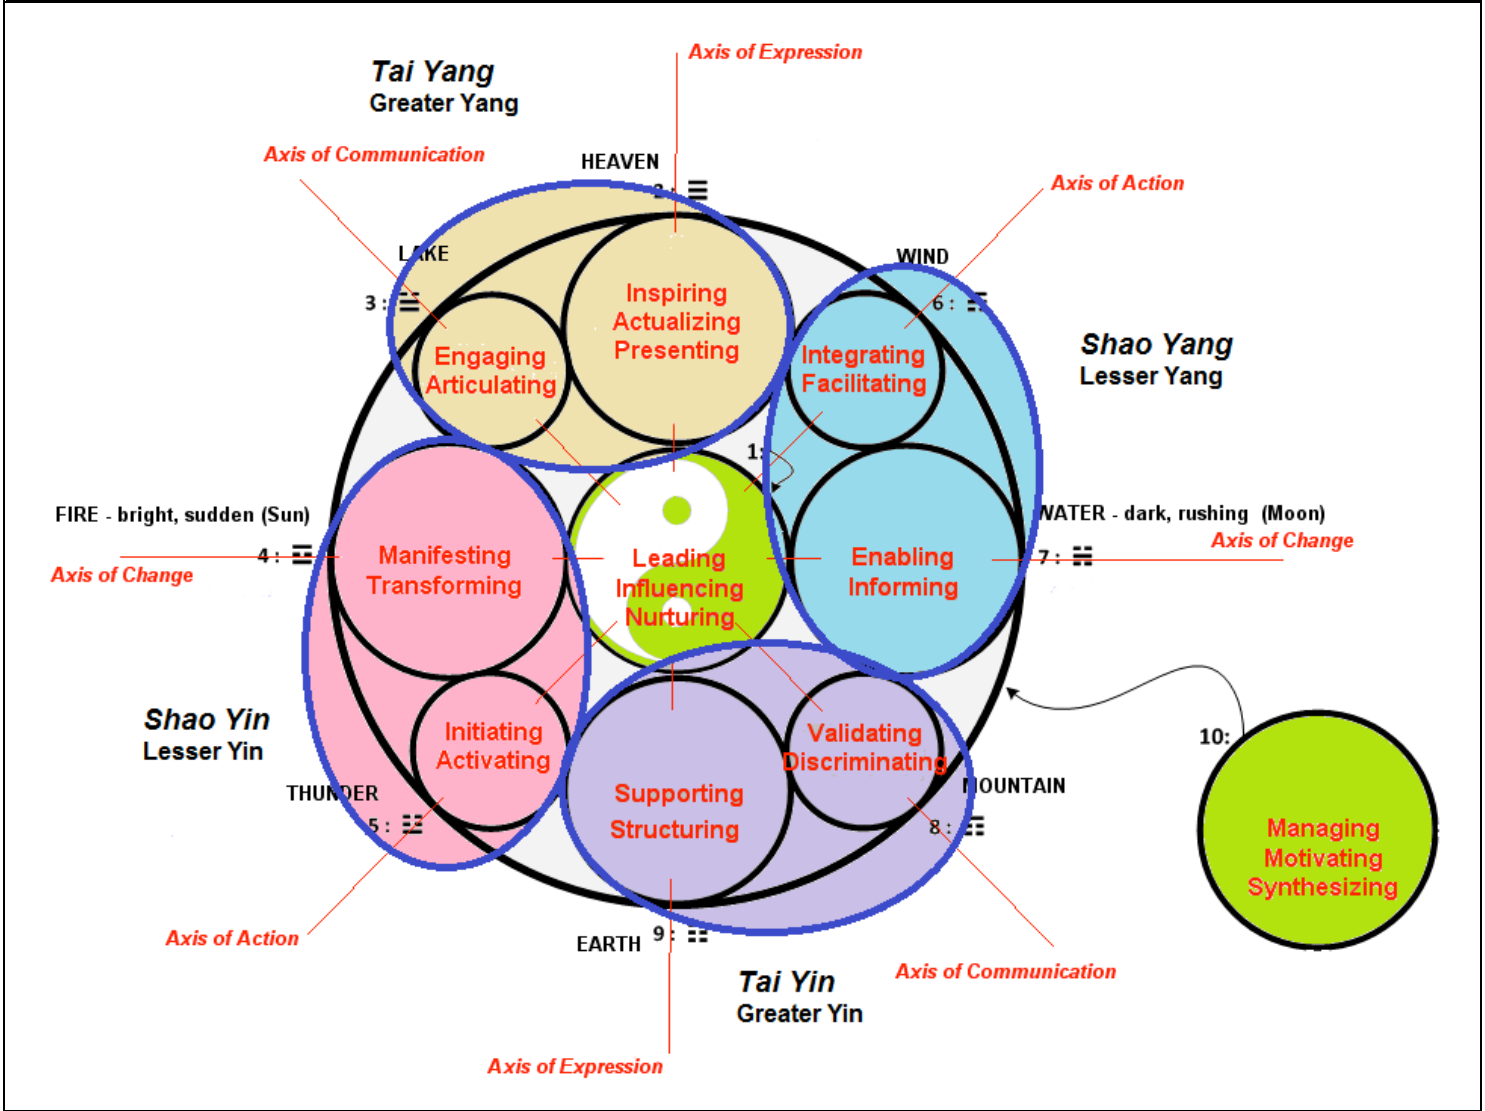 Axis of Expression
Tai Yang
Greater Yang
Axis of Communication
HEAVEN
2: ☰
Axis of Action
LAKE
3: ☱
WIND
6: ☴
Inspiring
Actualizing
Presenting
Engaging
Articulating
Integrating
Facilitating
Shao Yang
Lesser Yang
1:
FIRE - bright, sudden (Sun)
4: ☲
Axis of Change
WATER - dark, rushing (Moon)
7: ☵
Axis of Change
Manifesting
Transforming
Leading
Influencing
Nurturing
Enabling
Informing
Shao Yin
Lesser Yin
Initiating
Activating
Validating
Discriminating
Supporting
Structuring
THUNDER
5: ☳
MOUNTAIN
8: ☶
10:
Managing
Motivating
Synthesizing
Axis of Action
EARTH
9: ☷
Axis of Communication
Tai Yin
Greater Yin
Axis of Expression